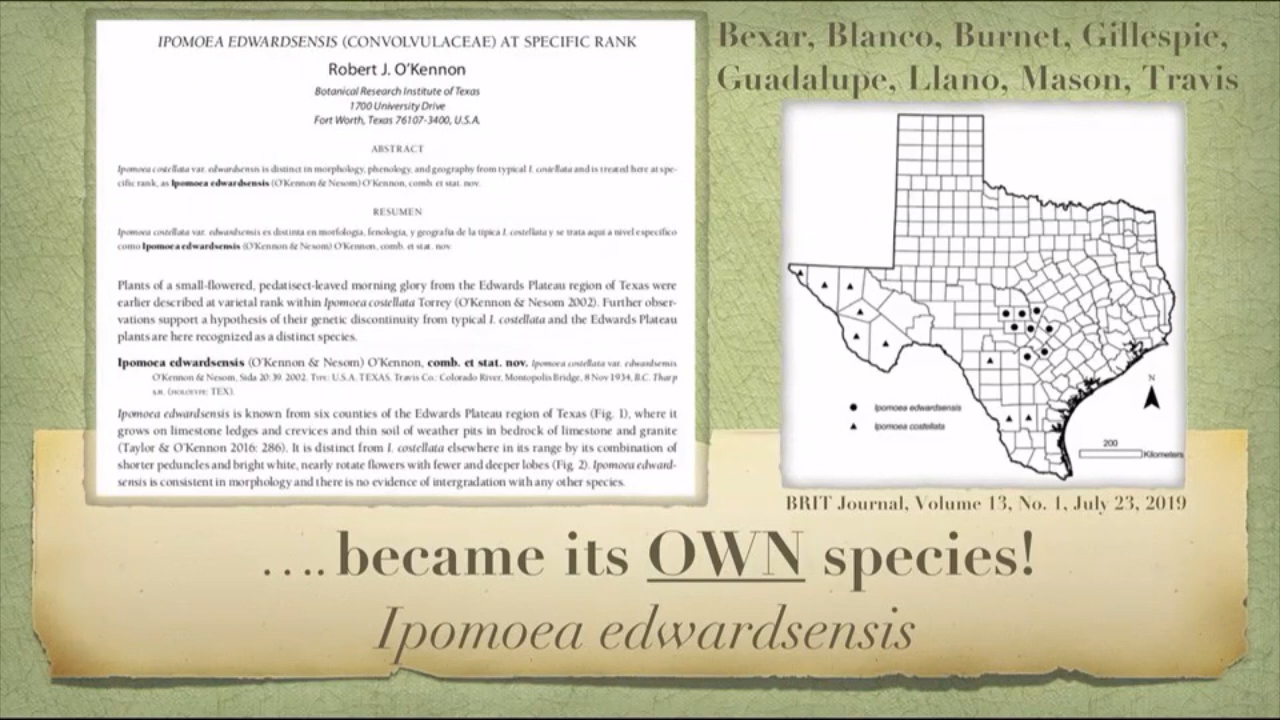 IPOMOEA EDWARDSENSIS (CONVOLVULACEAE) AT SPECIFIC RANK
Robert J. O'Kennon
Botanical Research Institute of Texas
1700 University Drive
Fort Worth, Texas 76107-3400, U.S.A.
ABSTRACT
Ipomoea costellata var. edwardsensis is distinct in morphology, phenology, and geography from typical I. costellata and is treated here at spe-
cific rank, as Ipomoea edwardsensis (O'Kennon & Nesom) O'Kennon, comb. et stat. nov.
RESUMEN
Ipomoea costellata var. edwardsensis es distinta en morfología, fenología, y geografía de la típica I. costellata y se trata aquí a nivel específico
como Ipomoea edwardsensis (O'Kennon & Nesom) O'Kennon, comb. et stat. nov.
Plants of a small-flowered, pedatisect-leaved morning glory from the Edwards Plateau region of Texas were
earlier described at varietal rank within Ipomoea costellata Torrey (O'Kennon & Nesom 2002). Further obser-
vations support a hypothesis of their genetic discontinuity from typical I. costellata and the Edwards Plateau
plants are here recognized as a distinct species.
Ipomoea edwardsensis (O'Kennon & Nesom) O'Kennon, comb. et stat. nov. Ipomoea costellata var. edwardsensis
O'Kennon & Nesom, Sida 20:39. 2002. TYPE: U.S.A. TEXAS. Travis Co.: Colorado River, Montopolis Bridge, 8 Nov 1934, B.C. Tharp
s.n. (HOLOTYPE: TEX).
Ipomoea edwardsensis is known from six counties of the Edwards Plateau region of Texas (Fig. 1), where it
grows on limestone ledges and crevices and thin soil of weather pits in bedrock of limestone and granite
(Taylor & O'Kennon 2016: 286). It is distinct from I. costellata elsewhere in its range by its combination of
shorter peduncles and bright white, nearly rotate flowers with fewer and deeper lobes (Fig. 2). Ipomoea edward-
sensis is consistent in morphology and there is no evidence of intergradation with any other species.
Bexar, Blanco, Burnet, Gillespie,
Guadalupe, Llano, Mason, Travis
Ipomoea edwardsensis
Ipomoea costellata
N
200
Kilometers
BRIT Journal, Volume 13, No. 1, July 23, 2019
....became its OWN species!
Ipomoea edwardsensis